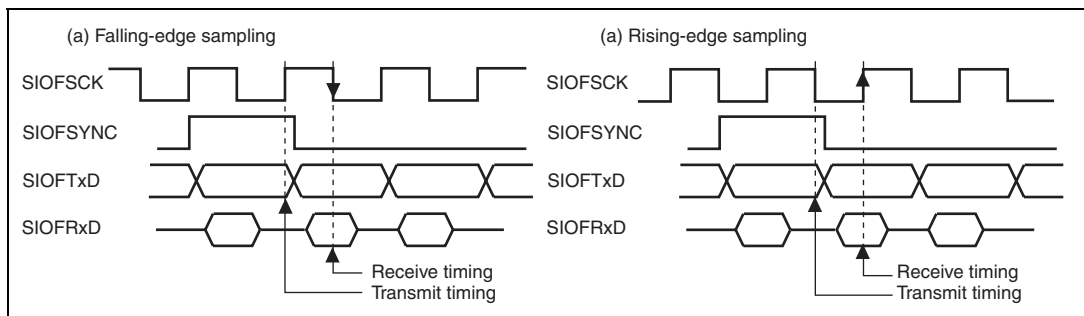 (a) Falling-edge sampling
SIOFSCK
SIOFSYNC
SIOFTxD
SIOFRxD
Receive timing
Transmit timing
(a) Rising-edge sampling
SIOFSCK
SIOFSYNC
SIOFTxD
SIOFRxD
Receive timing
Transmit timing